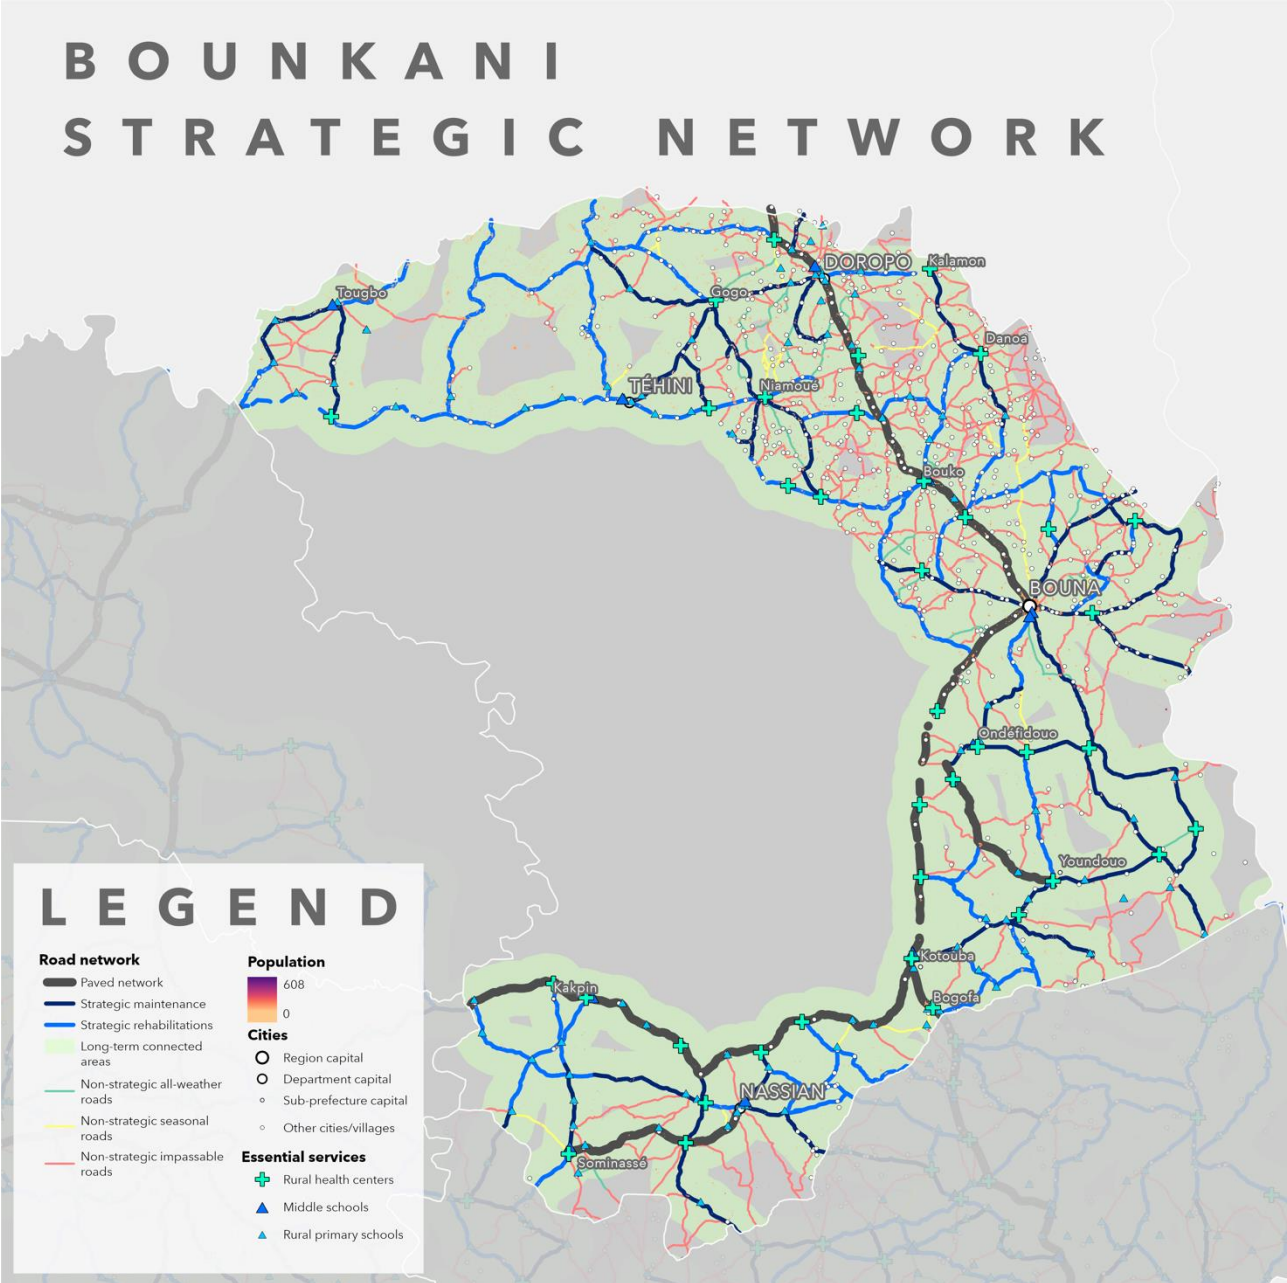 BOUNKANI
STRATEGIC NETWORK
DOROPO
Kalamon
Tougbo
Gogo
Danoa
TÉHINI
Niamoué
Bouko
BOUNA
Ondéfidouo
Youndouo
Kotouba
Kakpin
Bogofa
NASSIAN
Sominassé
LEGEND
Road network
Paved network
Strategic maintenance
Strategic rehabilitations
Long-term connected
areas
Non-strategic all-weather
roads
Non-strategic seasonal
roads
Non-strategic impassable
roads
Population
608
0
Cities
Region capital
Department capital
Sub-prefecture capital
Other cities/villages
Essential services
Rural health centers
Middle schools
Rural primary schools